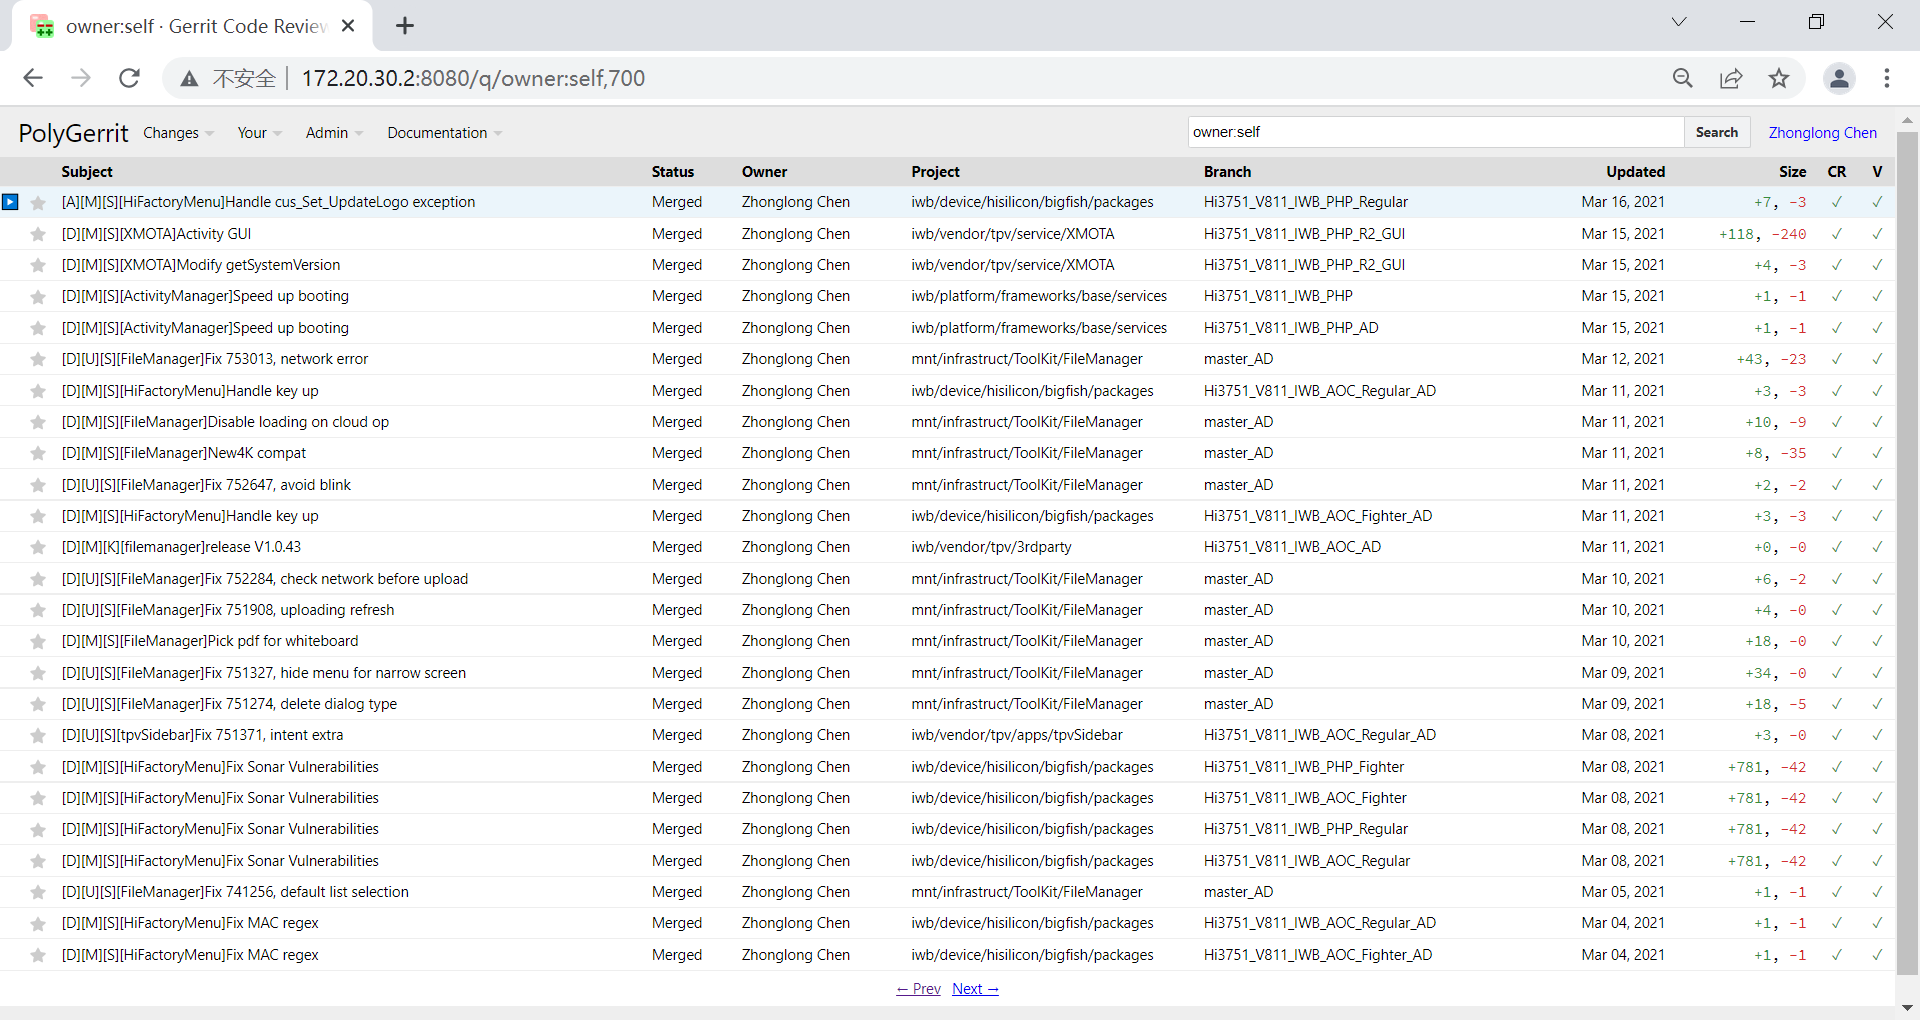 owner:self · Gerrit Code Review
不安全 172.20.30.2:8080/q/owner:self,700
PolyGerrit Changes Your Admin Documentation owner:self Search Zhonglong Chen
Subject Status Owner Project Branch Updated Size CR V
[A][M][S][HiFactoryMenu]Handle cus_Set_UpdateLogo exception Merged Zhonglong Chen iwb/device/hisilicon/bigfish/packages Hi3751_V811_IWB_PHP_Regular Mar 16, 2021 +7, -3 ✓ ✓
[D][M][S][XMOTA]Activity GUI Merged Zhonglong Chen iwb/vendor/tpv/service/XMOTA Hi3751_V811_IWB_PHP_R2_GUI Mar 15, 2021 +118, -240 ✓ ✓
[D][M][S][XMOTA]Modify getSystemVersion Merged Zhonglong Chen iwb/vendor/tpv/service/XMOTA Hi3751_V811_IWB_PHP_R2_GUI Mar 15, 2021 +4, -3 ✓ ✓
[D][M][S][ActivityManager]Speed up booting Merged Zhonglong Chen iwb/platform/frameworks/base/services Hi3751_V811_IWB_PHP Mar 15, 2021 +1, -1 ✓ ✓
[D][M][S][ActivityManager]Speed up booting Merged Zhonglong Chen iwb/platform/frameworks/base/services Hi3751_V811_IWB_PHP_AD Mar 15, 2021 +1, -1 ✓ ✓
[D][U][S][FileManager]Fix 753013, network error Merged Zhonglong Chen mnt/infrastruct/ToolKit/FileManager master_AD Mar 12, 2021 +43, -23 ✓ ✓
[D][M][S][HiFactoryMenu]Handle key up Merged Zhonglong Chen iwb/device/hisilicon/bigfish/packages Hi3751_V811_IWB_AOC_Regular_AD Mar 11, 2021 +3, -3 ✓ ✓
[D][M][S][FileManager]Disable loading on cloud op Merged Zhonglong Chen mnt/infrastruct/ToolKit/FileManager master_AD Mar 11, 2021 +10, -9 ✓ ✓
[D][M][S][FileManager]New4K compat Merged Zhonglong Chen mnt/infrastruct/ToolKit/FileManager master_AD Mar 11, 2021 +8, -35 ✓ ✓
[D][U][S][FileManager]Fix 752647, avoid blink Merged Zhonglong Chen mnt/infrastruct/ToolKit/FileManager master_AD Mar 11, 2021 +2, -2 ✓ ✓
[D][M][S][HiFactoryMenu]Handle key up Merged Zhonglong Chen iwb/device/hisilicon/bigfish/packages Hi3751_V811_IWB_AOC_Fighter_AD Mar 11, 2021 +3, -3 ✓ ✓
[D][M][K][filemanager]release V1.0.43 Merged Zhonglong Chen iwb/vendor/tpv/3rdparty Hi3751_V811_IWB_AOC_AD Mar 11, 2021 +0, -0 ✓ ✓
[D][U][S][FileManager]Fix 752284, check network before upload Merged Zhonglong Chen mnt/infrastruct/ToolKit/FileManager master_AD Mar 10, 2021 +6, -2 ✓ ✓
[D][U][S][FileManager]Fix 751908, uploading refresh Merged Zhonglong Chen mnt/infrastruct/ToolKit/FileManager master_AD Mar 10, 2021 +4, -0 ✓ ✓
[D][M][S][FileManager]Pick pdf for whiteboard Merged Zhonglong Chen mnt/infrastruct/ToolKit/FileManager master_AD Mar 10, 2021 +18, -0 ✓ ✓
[D][U][S][FileManager]Fix 751327, hide menu for narrow screen Merged Zhonglong Chen mnt/infrastruct/ToolKit/FileManager master_AD Mar 09, 2021 +34, -0 ✓ ✓
[D][U][S][FileManager]Fix 751274, delete dialog type Merged Zhonglong Chen mnt/infrastruct/ToolKit/FileManager master_AD Mar 09, 2021 +18, -5 ✓ ✓
[D][U][S][tpvSidebar]Fix 751371, intent extra Merged Zhonglong Chen iwb/vendor/tpv/apps/tpvSidebar Hi3751_V811_IWB_AOC_Regular_AD Mar 08, 2021 +3, -0 ✓ ✓
[D][M][S][HiFactoryMenu]Fix Sonar Vulnerabilities Merged Zhonglong Chen iwb/device/hisilicon/bigfish/packages Hi3751_V811_IWB_PHP_Fighter Mar 08, 2021 +781, -42 ✓ ✓
[D][M][S][HiFactoryMenu]Fix Sonar Vulnerabilities Merged Zhonglong Chen iwb/device/hisilicon/bigfish/packages Hi3751_V811_IWB_AOC_Fighter Mar 08, 2021 +781, -42 ✓ ✓
[D][M][S][HiFactoryMenu]Fix Sonar Vulnerabilities Merged Zhonglong Chen iwb/device/hisilicon/bigfish/packages Hi3751_V811_IWB_PHP_Regular Mar 08, 2021 +781, -42 ✓ ✓
[D][M][S][HiFactoryMenu]Fix Sonar Vulnerabilities Merged Zhonglong Chen iwb/device/hisilicon/bigfish/packages Hi3751_V811_IWB_AOC_Regular Mar 08, 2021 +781, -42 ✓ ✓
[D][U][S][FileManager]Fix 741256, default list selection Merged Zhonglong Chen mnt/infrastruct/ToolKit/FileManager master_AD Mar 05, 2021 +1, -1 ✓ ✓
[D][M][S][HiFactoryMenu]Fix MAC regex Merged Zhonglong Chen iwb/device/hisilicon/bigfish/packages Hi3751_V811_IWB_AOC_Regular_AD Mar 04, 2021 +1, -1 ✓ ✓
[D][M][S][HiFactoryMenu]Fix MAC regex Merged Zhonglong Chen iwb/device/hisilicon/bigfish/packages Hi3751_V811_IWB_AOC_Fighter_AD Mar 04, 2021 +1, -1 ✓ ✓
← Prev Next →